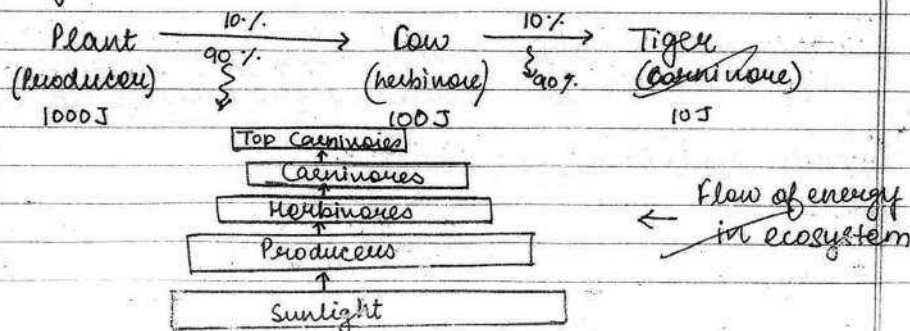 10% 10%
Plant Cow Tiger
90% 90%
(Producer) (herbivore) (carnivore)
1000J 100J 10J
Top Carnivores
Carnivores
Herbivores
Producers
Sunlight
← Flow of energy
in ecosystem